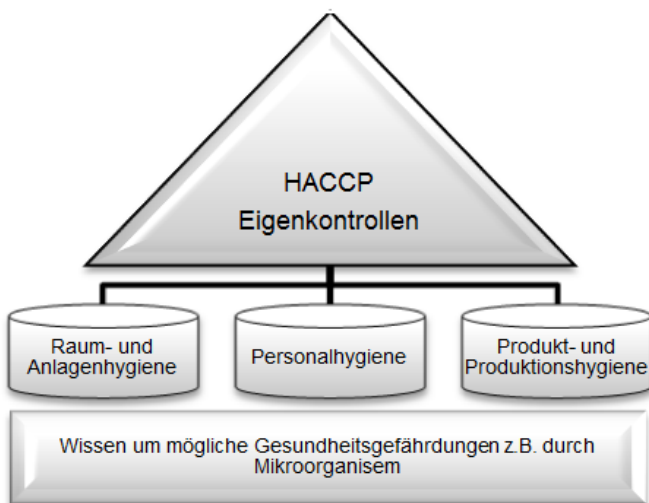 HACCP
Eigenkontrollen
Raum- und
Anlagenhygiene
Personalhygiene
Produkt- und
Produktionshygiene
Wissen um mögliche Gesundheitsgefährdungen z.B. durch
Mikroorganisem